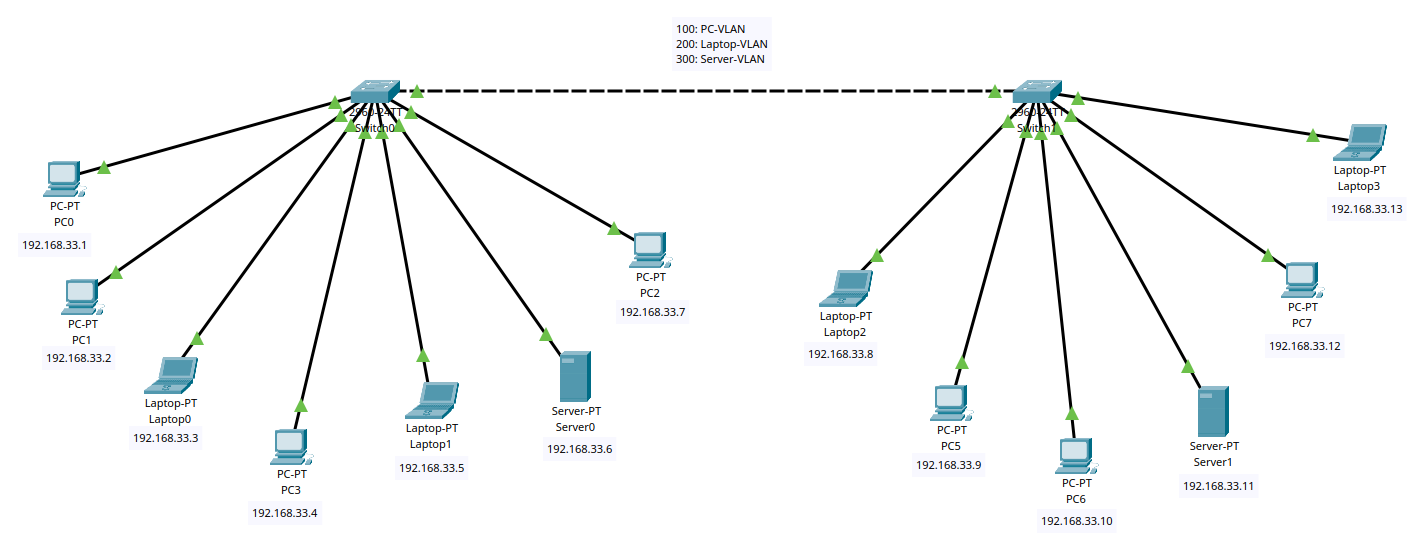 100: PC-VLAN
200: Laptop-VLAN
300: Server-VLAN
2960-24TT
Switch0
2960-24TT
Switch1
PC-PT
PC0
192.168.33.1
PC-PT
PC1
192.168.33.2
Laptop-PT
Laptop0
192.168.33.3
PC-PT
PC3
192.168.33.4
Laptop-PT
Laptop1
192.168.33.5
Server-PT
Server0
192.168.33.6
PC-PT
PC2
192.168.33.7
Laptop-PT
Laptop2
192.168.33.8
PC-PT
PC5
192.168.33.9
PC-PT
PC6
192.168.33.10
Server-PT
Server1
192.168.33.11
PC-PT
PC7
192.168.33.12
Laptop-PT
Laptop3
192.168.33.13